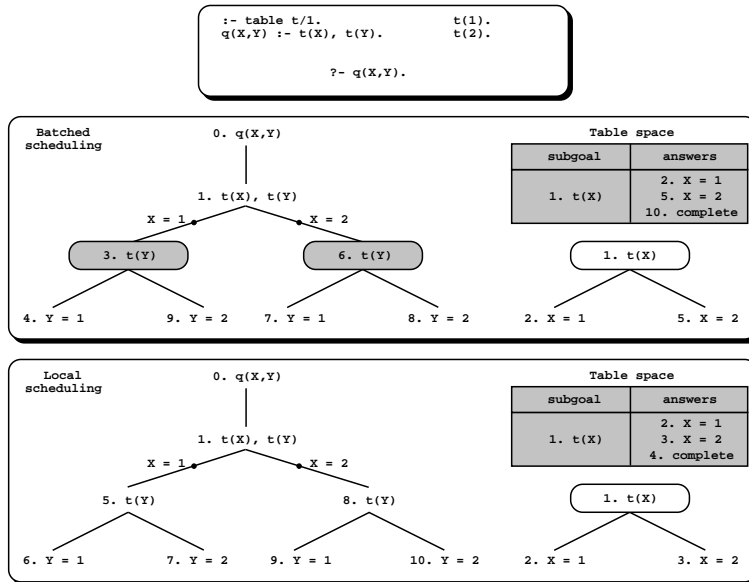 :- table t/1. t(1).
q(X,Y) :- t(X), t(Y). t(2).
?- q(X,Y).
Batched
scheduling
0. q(X,Y)
1. t(X), t(Y)
X = 1 X = 2
3. t(Y) 6. t(Y)
4. Y = 1 9. Y = 2 7. Y = 1 8. Y = 2
Table space
subgoal answers
1. t(X)
2. X = 1
5. X = 2
10. complete
1. t(X)
2. X = 1 5. X = 2
Local
scheduling
0. q(X,Y)
1. t(X), t(Y)
X = 1 X = 2
5. t(Y) 8. t(Y)
6. Y = 1 7. Y = 2 9. Y = 1 10. Y = 2
Table space
subgoal answers
1. t(X)
2. X = 1
3. X = 2
4. complete
1. t(X)
2. X = 1 3. X = 2